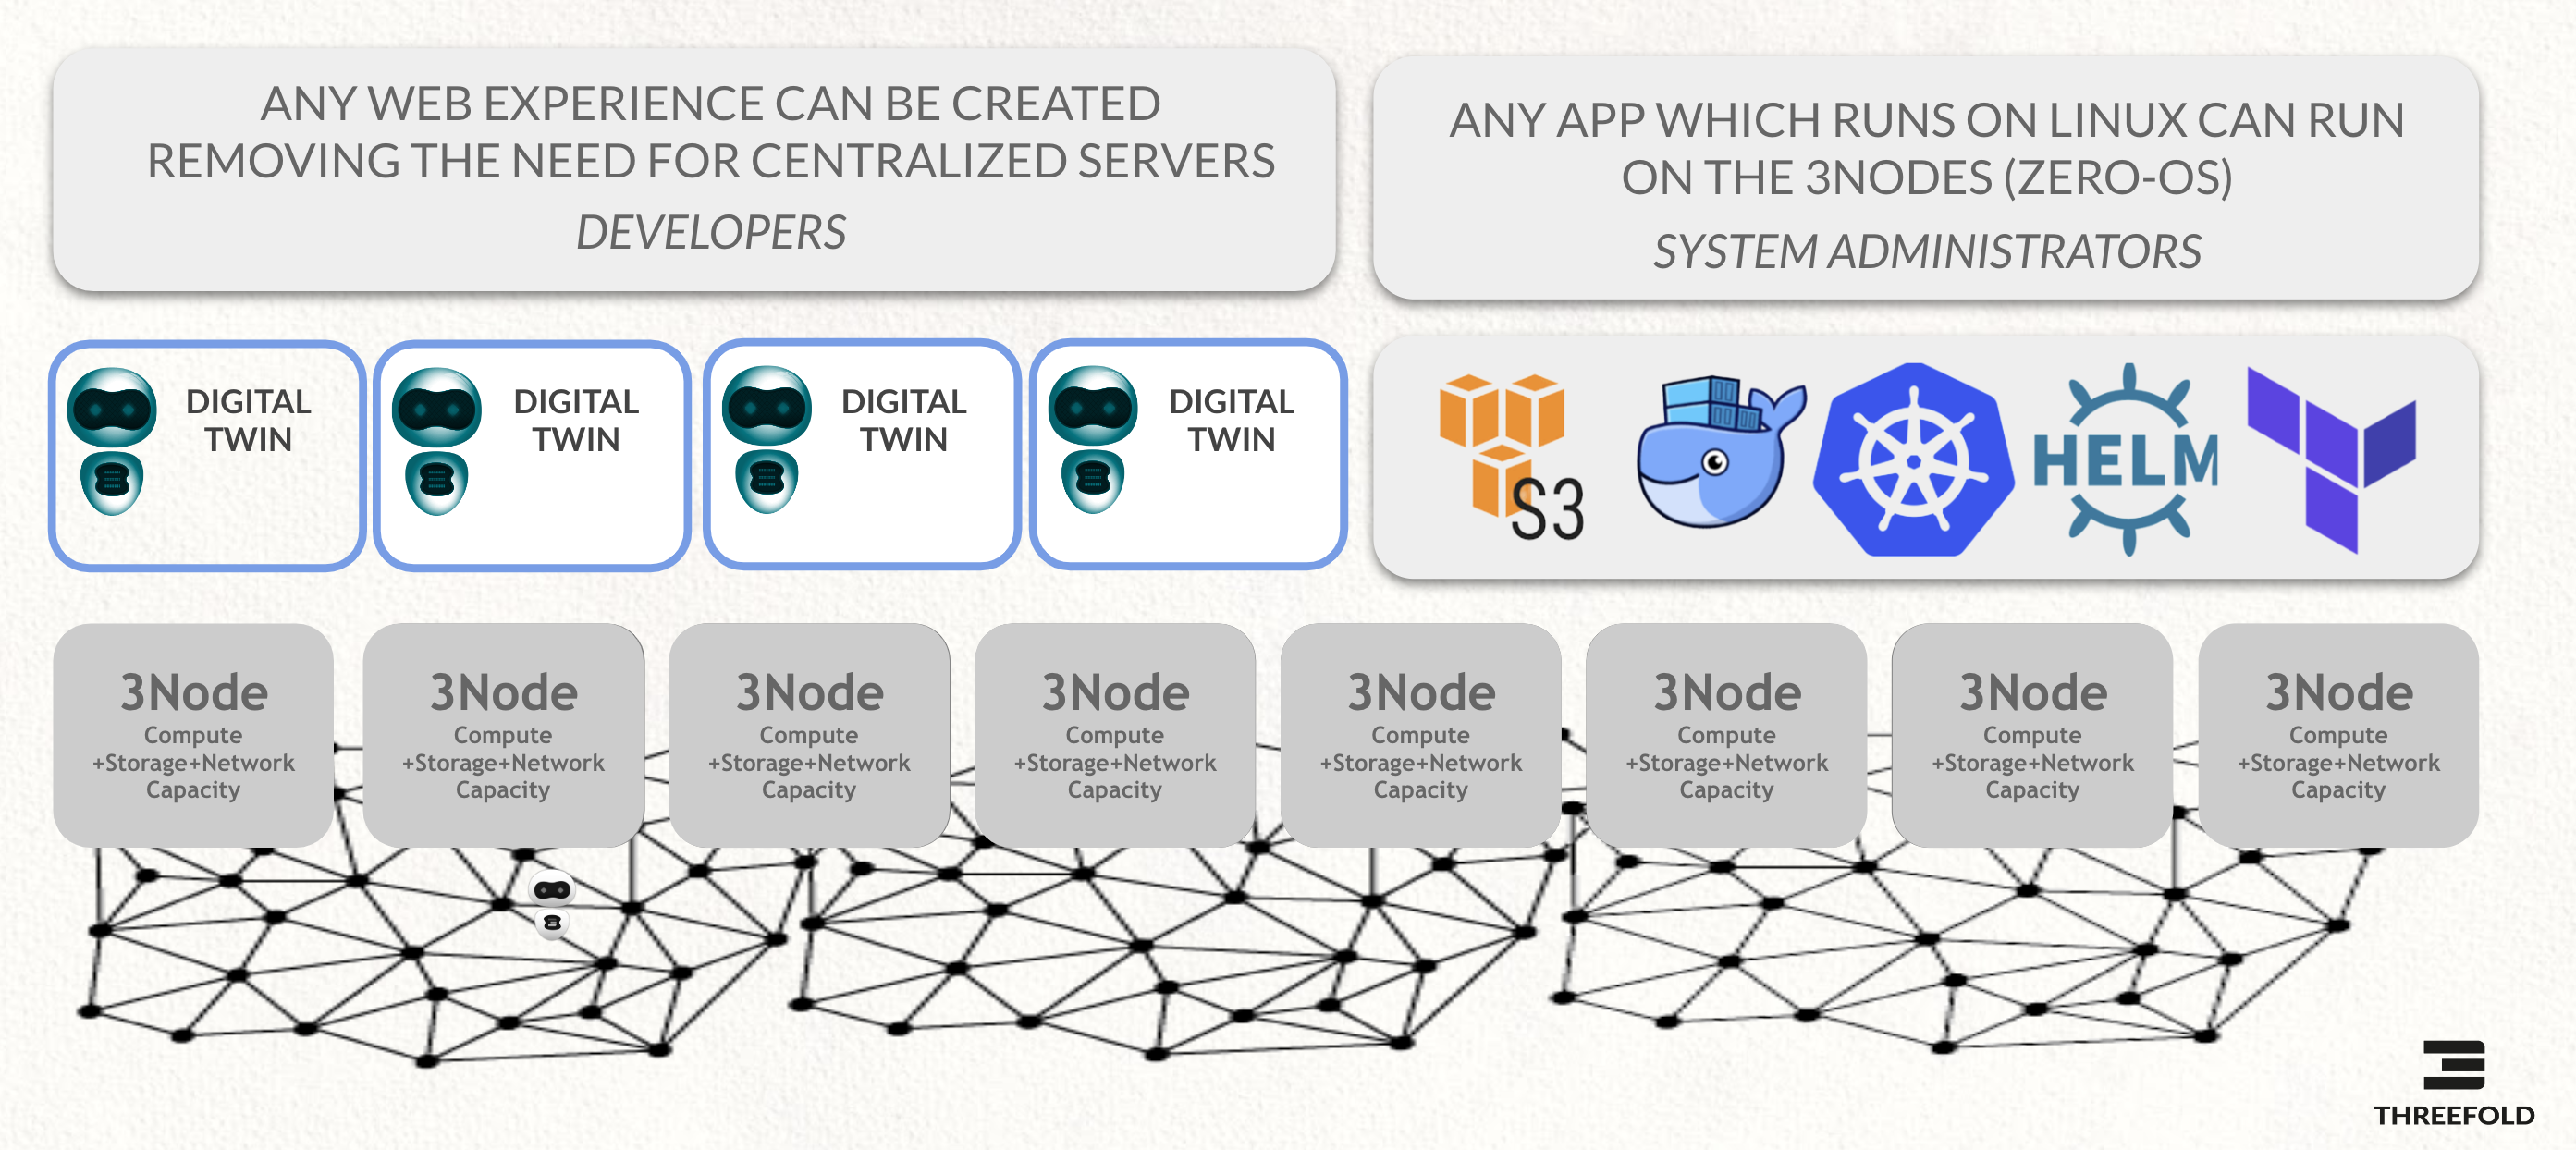 ANY WEB EXPERIENCE CAN BE CREATED
REMOVING THE NEED FOR CENTRALIZED SERVERS
DEVELOPERS
ANY APP WHICH RUNS ON LINUX CAN RUN
ON THE 3NODES (ZERO-OS)
SYSTEM ADMINISTRATORS
DIGITAL
TWIN
DIGITAL
TWIN
DIGITAL
TWIN
DIGITAL
TWIN
S3
HELM
3Node
Compute
+Storage+Network
Capacity
3Node
Compute
+Storage+Network
Capacity
3Node
Compute
+Storage+Network
Capacity
3Node
Compute
+Storage+Network
Capacity
3Node
Compute
+Storage+Network
Capacity
3Node
Compute
+Storage+Network
Capacity
3Node
Compute
+Storage+Network
Capacity
3Node
Compute
+Storage+Network
Capacity
THREEFOLD